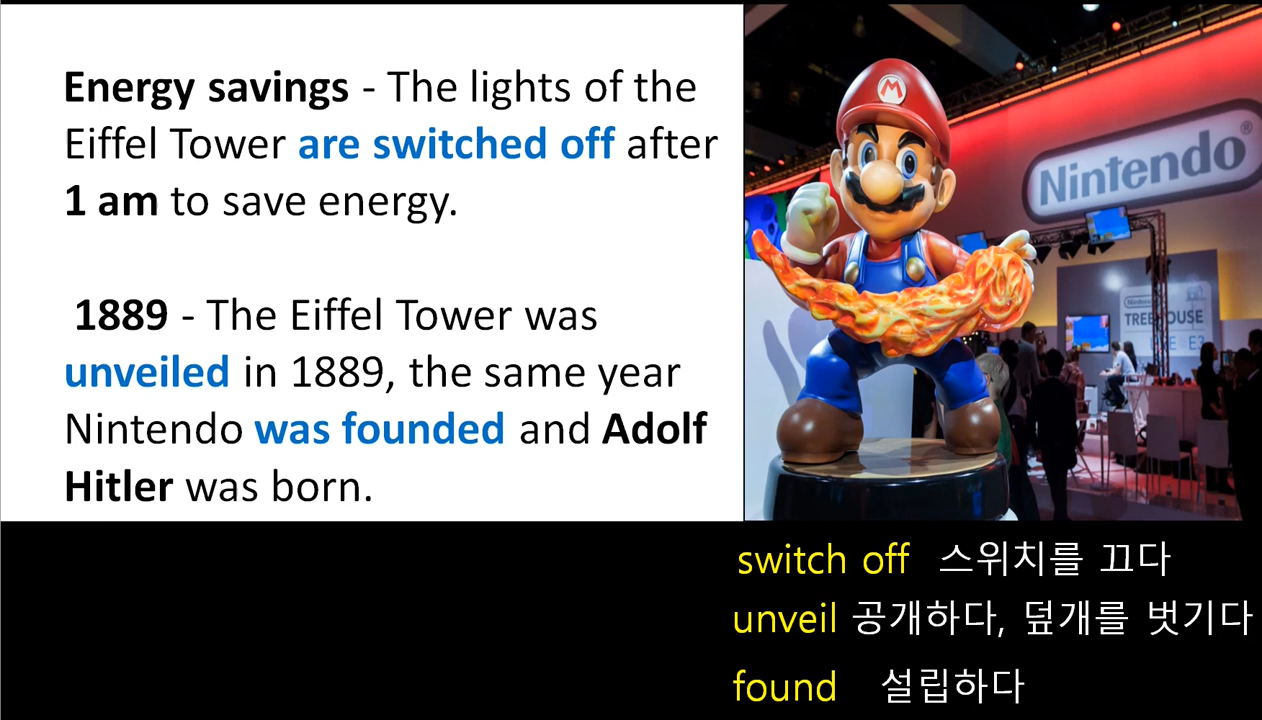 Energy savings - The lights of the
Eiffel Tower are switched off after
1 am to save energy.
1889 - The Eiffel Tower was
unveiled in 1889, the same year
Nintendo was founded and Adolf
Hitler was born.
M
Nintendo®
Nintendo
TREEHOUSE
E3
switch off 스위치를 끄다
unveil 공개하다, 덮개를 벗기다
found 설립하다